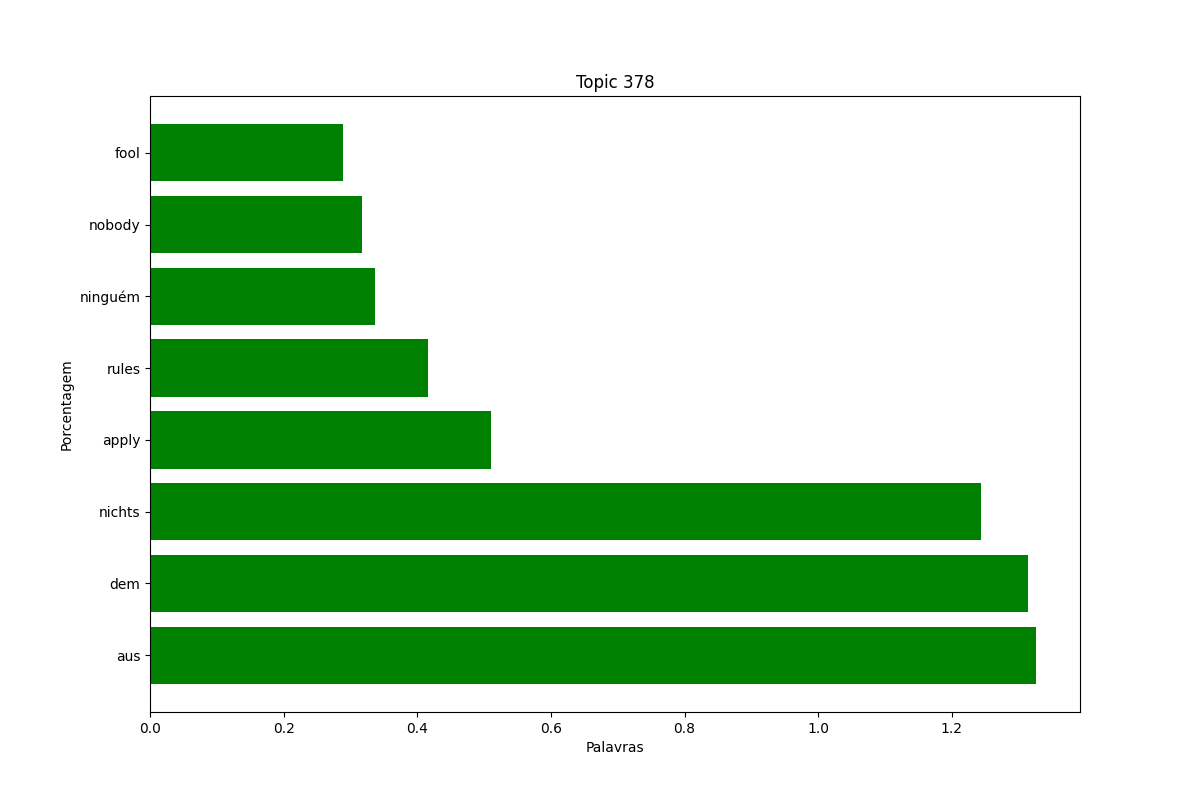 Topic 378
fool
nobody
ninguém
rules
apply
nichts
dem
aus
Porcentagem
0.0 0.2 0.4 0.6 0.8 1.0 1.2
Palavras